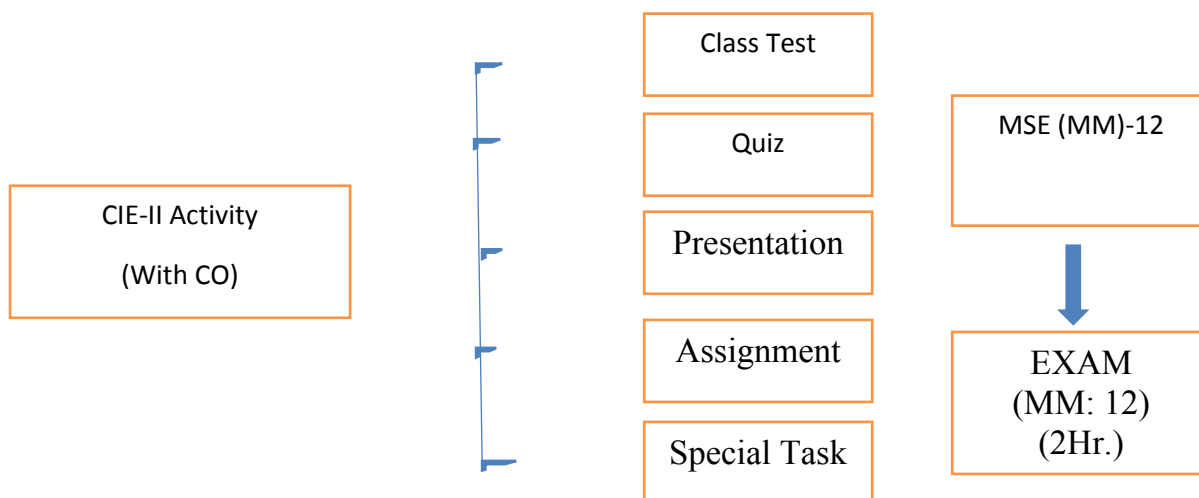 CIE-II Activity
(With CO)
Class Test
Quiz
Presentation
Assignment
Special Task
MSE (MM)-12
EXAM
(MM: 12)
(2Hr.)